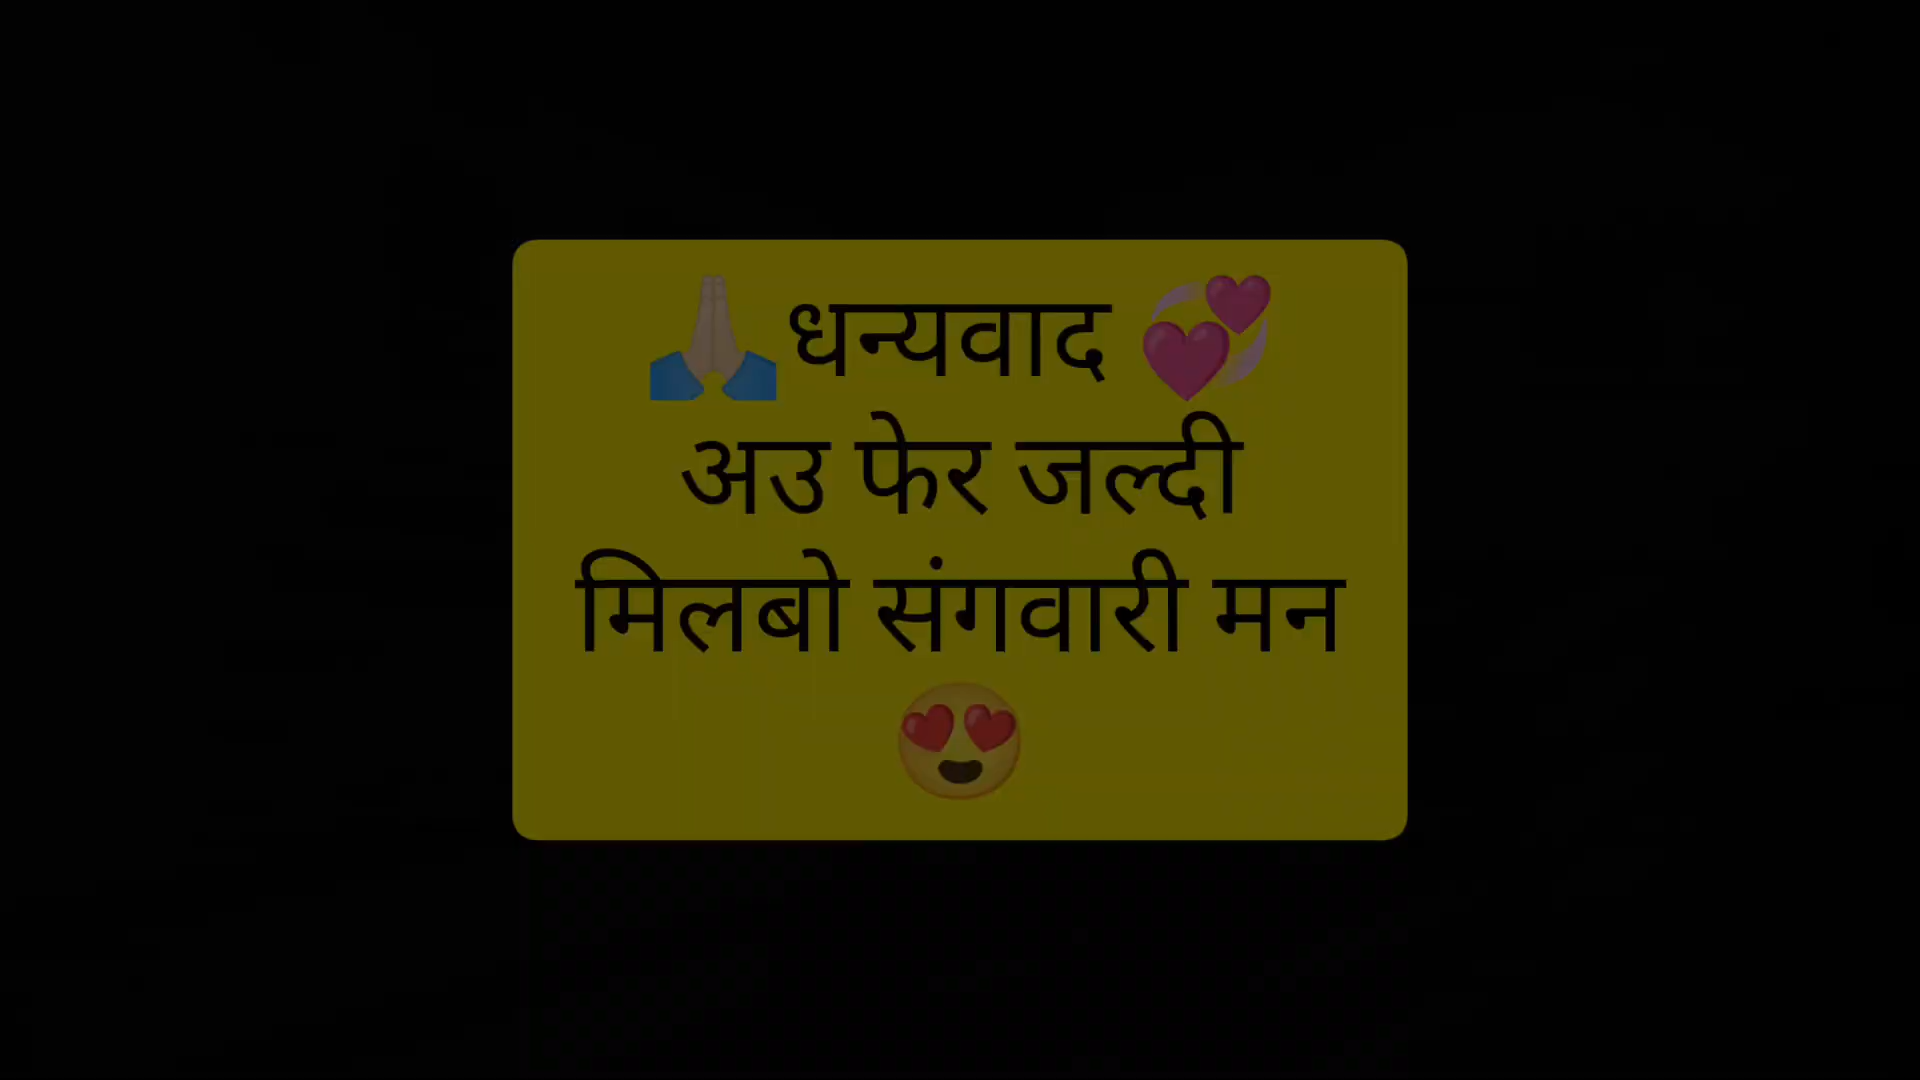 🙏🏻धन्यवाद 💞
अउ फेर जल्दी
मिलबो संगवारी मन
😍